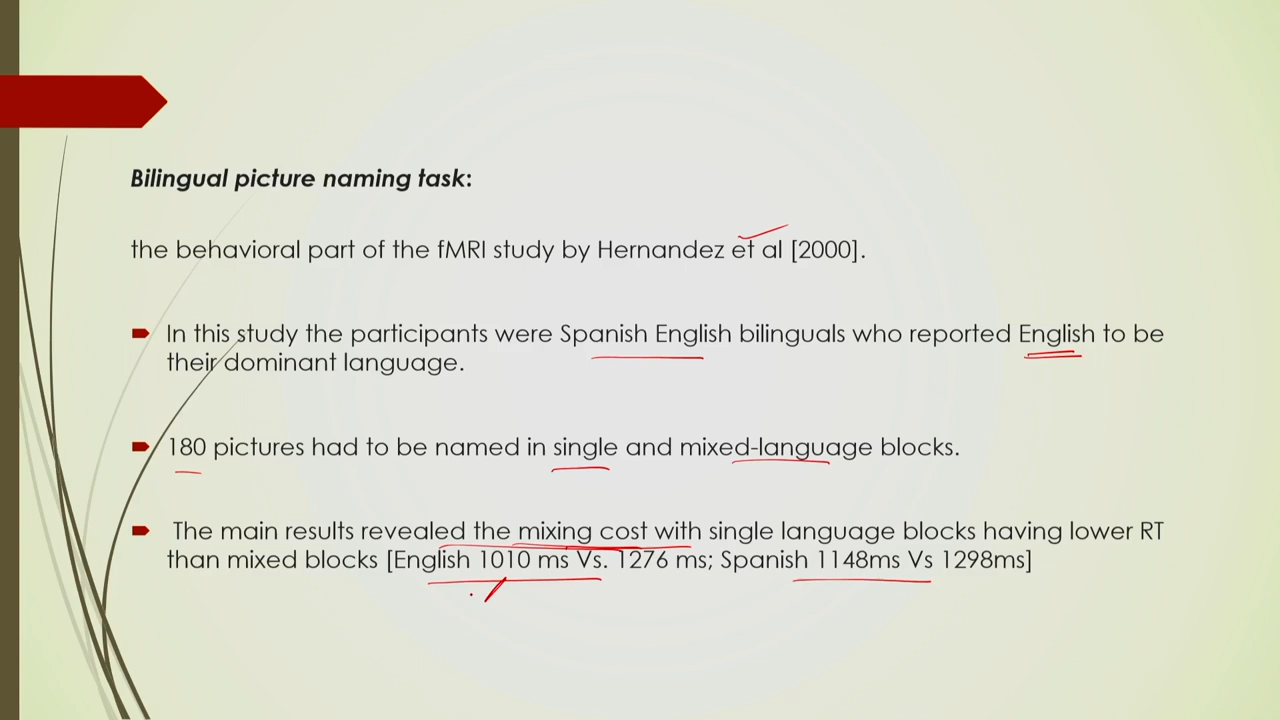 Bilingual picture naming task:
the behavioral part of the fMRI study by Hernandez et al [2000].
In this study the participants were Spanish English bilinguals who reported English to be
their dominant language.
180 pictures had to be named in single and mixed-language blocks.
The main results revealed the mixing cost with single language blocks having lower RT
than mixed blocks [English 1010 ms Vs. 1276 ms; Spanish 1148ms Vs 1298ms]